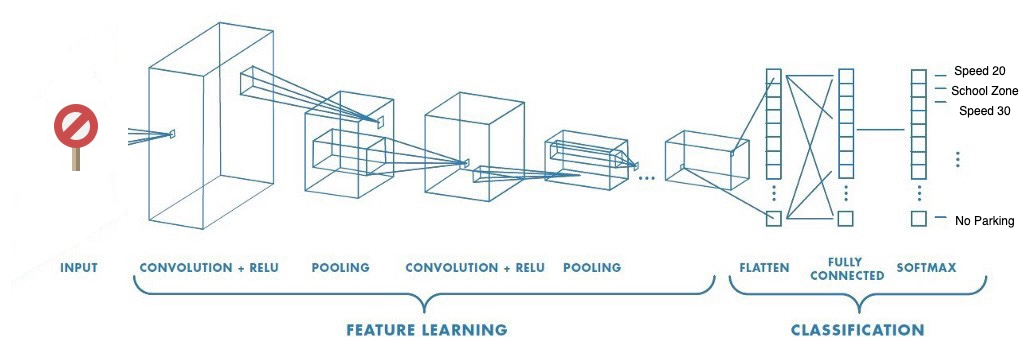 Speed 20
School Zone
Speed 30
No Parking
INPUT
CONVOLUTION + RELU
POOLING
CONVOLUTION + RELU
POOLING
FLATTEN
FULLY
CONNECTED
SOFTMAX
FEATURE LEARNING
CLASSIFICATION